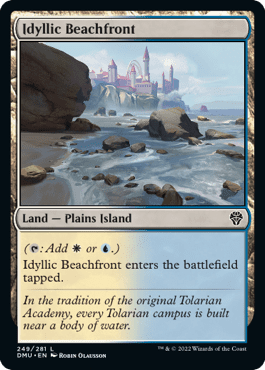 Idyllic Beachfront
Land — Plains Island
(: Add or .)
Idyllic Beachfront enters the battlefield
tapped.
In the tradition of the original Tolarian
Academy, every Tolarian campus is built
near a body of water.
249/281 L
DMU • EN Robin Olausson
™ & © 2022 Wizards of the Coast